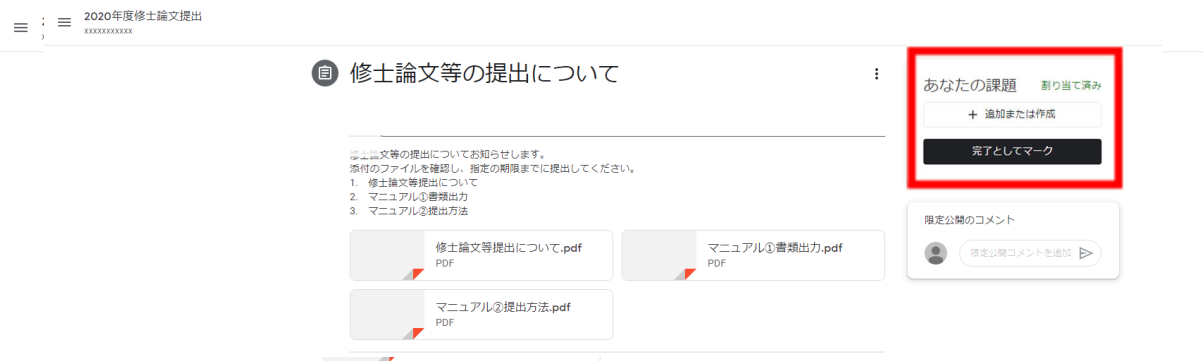 2020年度修士論文提出
xxxxxxxxxxx
修士論文等の提出について
修士論文等の提出についてお知らせします。
添付のファイルを確認し、指定の期限までに提出してください。
1. 修士論文等提出について
2. マニュアル①書類出力
3. マニュアル②提出方法
修士論文等提出について.pdf
PDF
マニュアル①書類出力.pdf
PDF
マニュアル②提出方法.pdf
PDF
あなたの課題 割り当て済み
+ 追加または作成
完了としてマーク
限定公開のコメント
限定公開コメントを追加